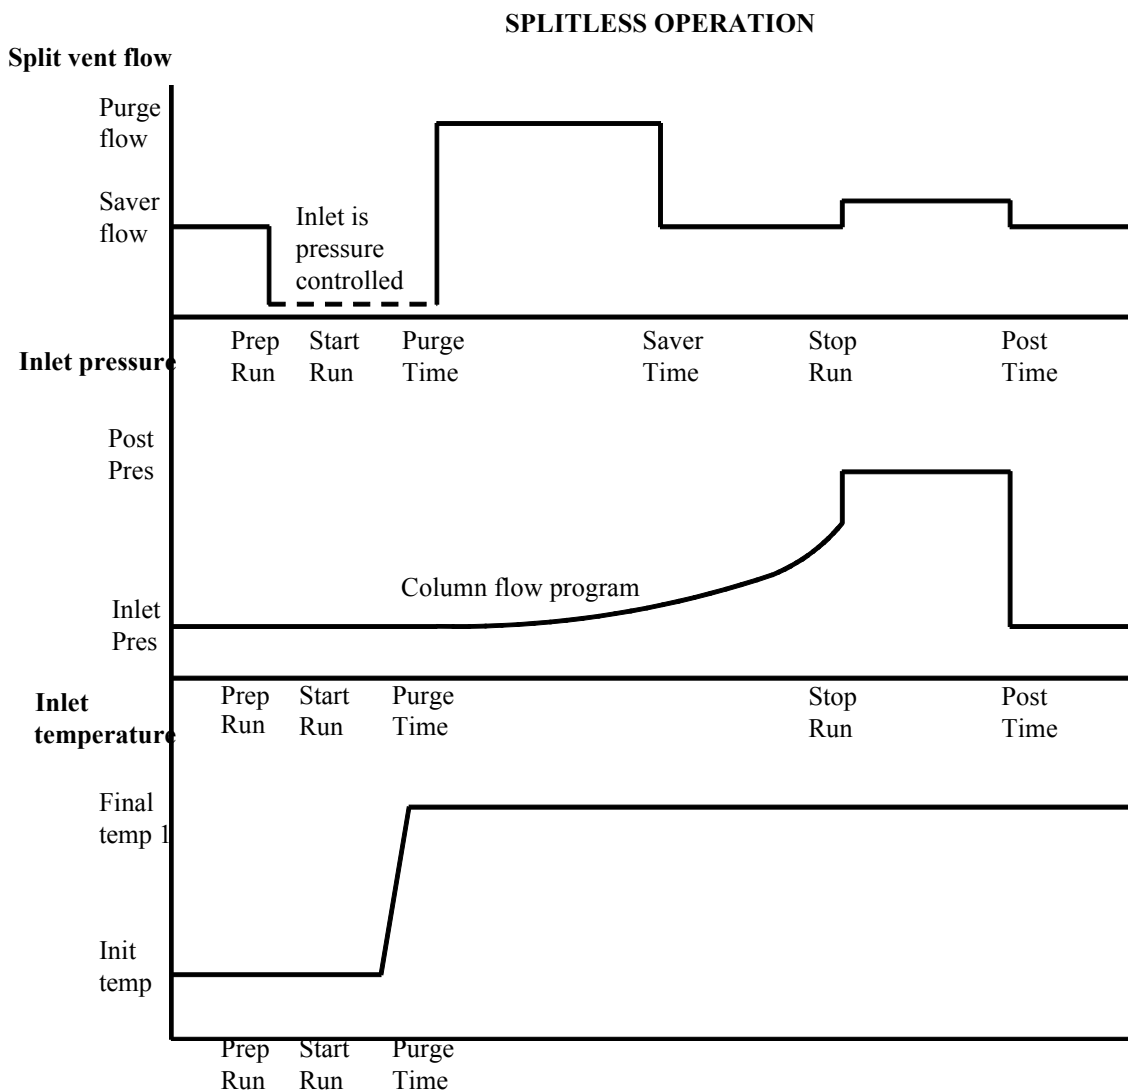 SPLITLESS OPERATION
Split vent flow
Purge
flow
Saver
flow
Inlet is
pressure
controlled
Prep
Run
Start
Run
Purge
Time
Saver
Time
Stop
Run
Post
Time
Inlet pressure
Post
Pres
Column flow program
Inlet
Pres
Prep
Run
Start
Run
Purge
Time
Stop
Run
Post
Time
Inlet
temperature
Final
temp 1
Init
temp
Prep
Run
Start
Run
Purge
Time